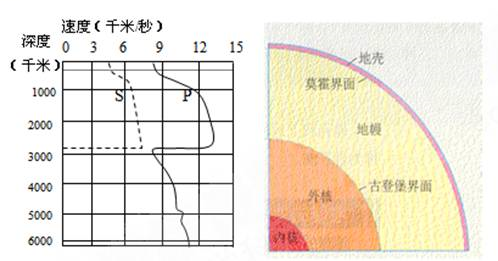 速度（千米/秒）
深度
（千米）
0 3 6 9 12 15
1000
2000
3000
4000
5000
6000
S P
地壳
莫霍界面
地幔
古登堡界面
外核
内核